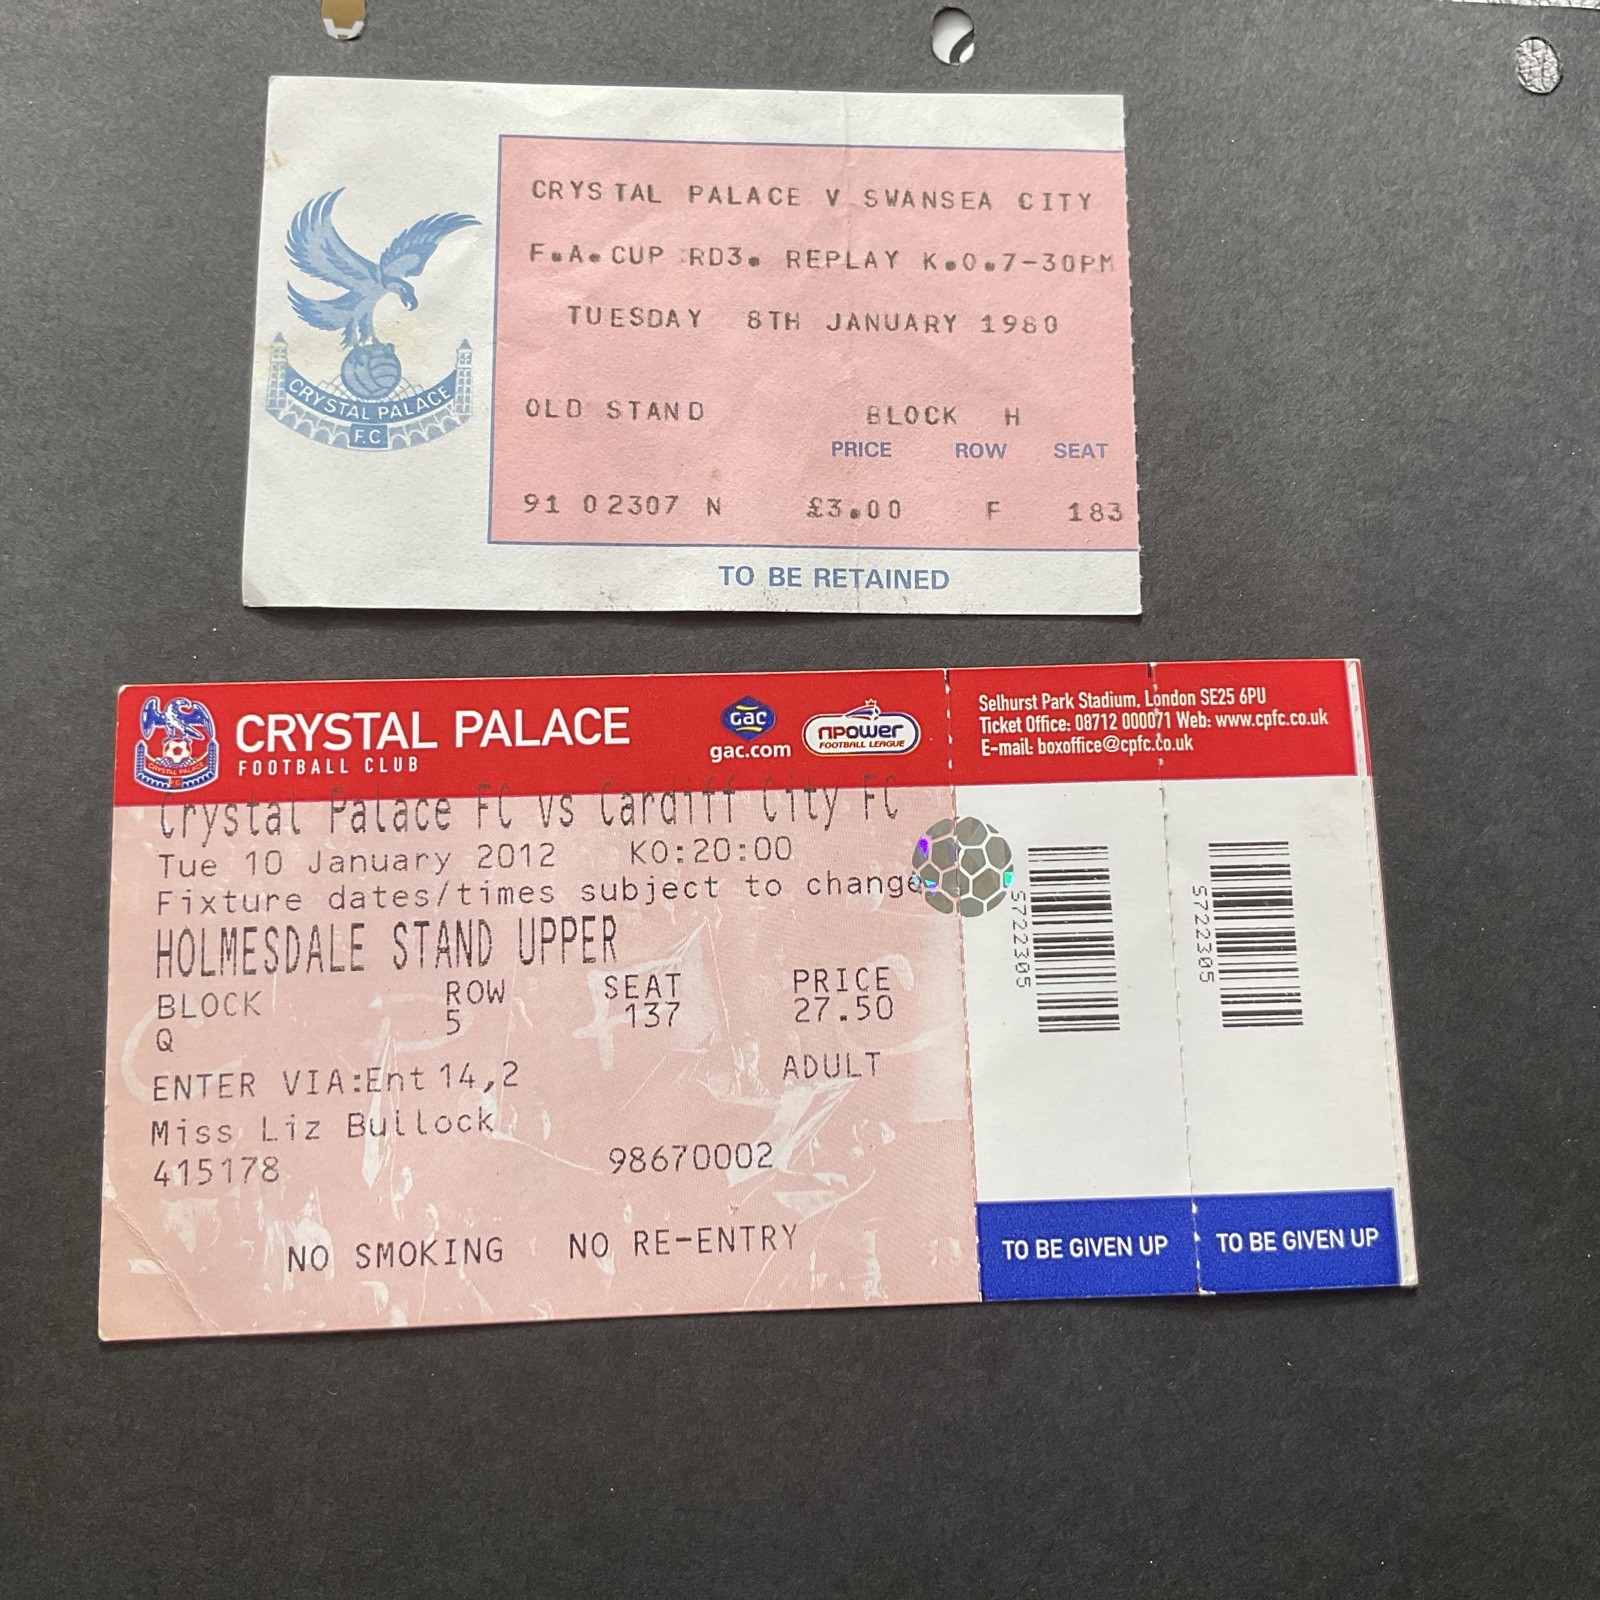 CRYSTAL PALACE V SWANSEA CITY
F.A.CUP RD3. REPLAY K.O.7-30PM
TUESDAY 8TH JANUARY 1980
OLD STAND BLOCK H
PRICE ROW SEAT
91 02307 N £3.00 F 183
TO BE RETAINED
CRYSTAL PALACE
F.C
CRYSTAL PALACE
FOOTBALL CLUB
CRYSTAL PALACE
F.C
GAC
gac.com
npower
FOOTBALL LEAGUE
Selhurst Park Stadium, London SE25 6PU
Ticket Office: 08712 000071 Web: www.cpfc.co.uk
E-mail: boxoffice@cpfc.co.uk
Crystal Palace FC vs Cardiff City FC
Tue 10 January 2012 KO:20:00
Fixture dates/times subject to change
HOLMESDALE STAND UPPER
BLOCK ROW SEAT PRICE
Q 5 137 27.50
ENTER VIA:Ent 14,2 ADULT
Miss Liz Bullock
415178 98670002
NO SMOKING NO RE-ENTRY
5722305
5722305
TO BE GIVEN UP
TO BE GIVEN UP